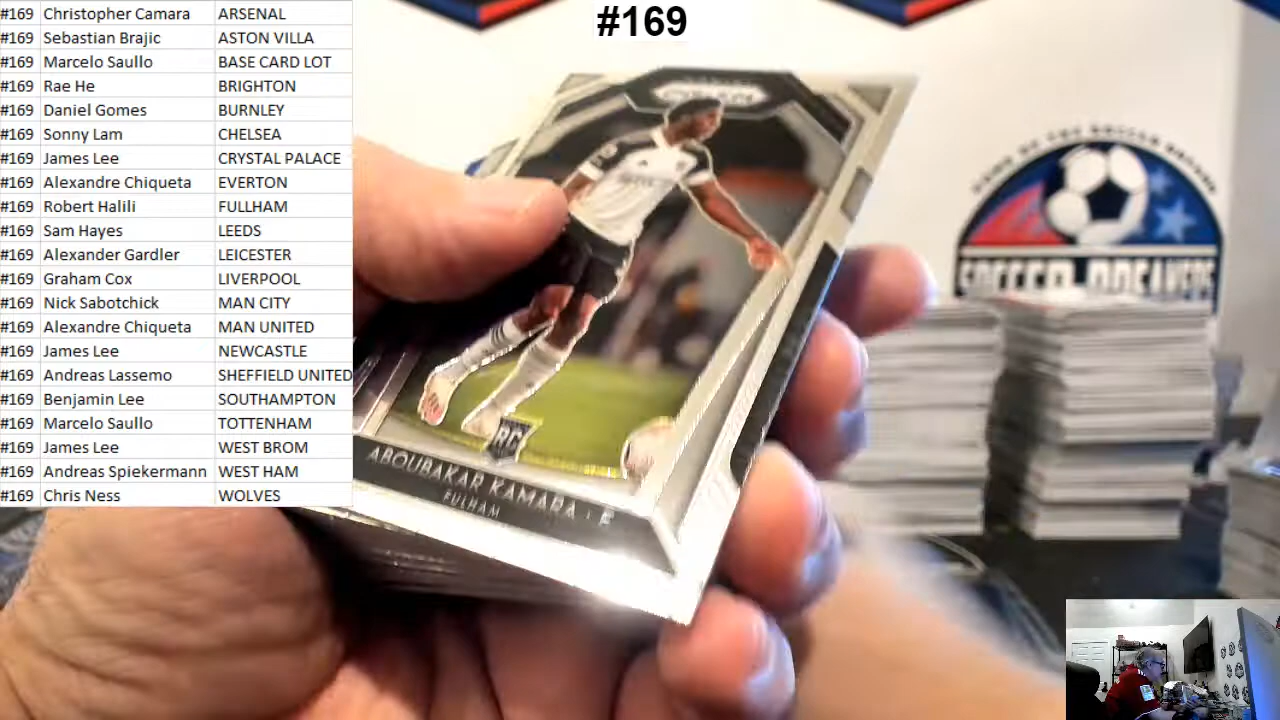 #169
#169 Christopher Camara ARSENAL
#169 Sebastian Brajic ASTON VILLA
#169 Marcelo Saullo BASE CARD LOT
#169 Rae He BRIGHTON
#169 Daniel Gomes BURNLEY
#169 Sonny Lam CHELSEA
#169 James Lee CRYSTAL PALACE
#169 Alexandre Chiqueta EVERTON
#169 Robert Halili FULLHAM
#169 Sam Hayes LEEDS
#169 Alexander Gardler LEICESTER
#169 Graham Cox LIVERPOOL
#169 Nick Sabotchick MAN CITY
#169 Alexandre Chiqueta MAN UNITED
#169 James Lee NEWCASTLE
#169 Andreas Lassemo SHEFFIELD UNITED
#169 Benjamin Lee SOUTHAMPTON
#169 Marcelo Saullo TOTTENHAM
#169 James Lee WEST BROM
#169 Andreas Spiekermann WEST HAM
#169 Chris Ness WOLVES
RC
ABOUBAKAR KAMARA · F
FULHAM
SOCCER BREAKERS